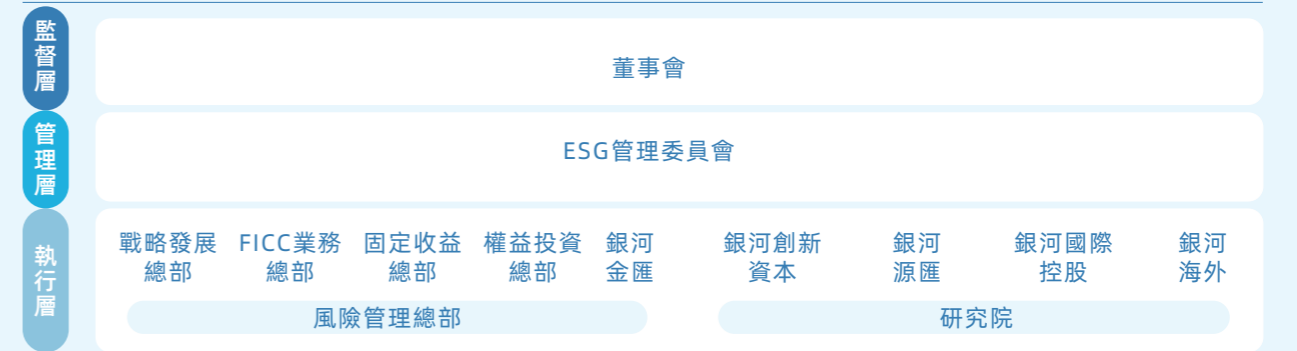 監督層
董事會
管理層
ESG管理委員會
執行層
戰略發展
總部
FICC業務
總部
固定收益
總部
權益投資
總部
銀河
金匯
銀河創新
資本
銀河
源匯
銀河國際
控股
銀河
海外
風險管理總部
研究院